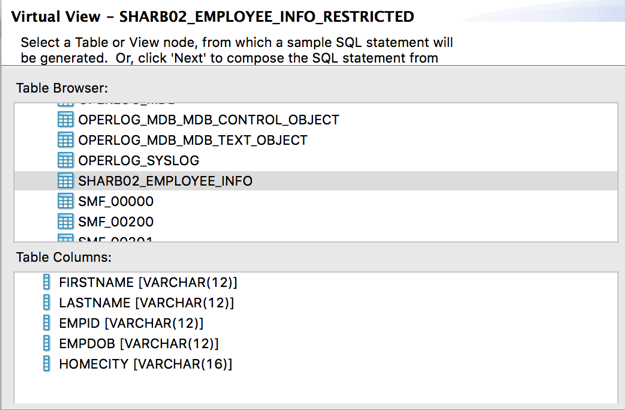 Virtual View - SHARB02_EMPLOYEE_INFO_RESTRICTED
Select a Table or View node, from which a sample SQL statement will
be generated.  Or, click 'Next' to compose the SQL statement from
Table Browser:
OPERLOG_MDB
OPERLOG_MDB_MDB_CONTROL_OBJECT
OPERLOG_MDB_MDB_TEXT_OBJECT
OPERLOG_SYSLOG
SHARB02_EMPLOYEE_INFO
SMF_00000
SMF_00200
SMF_00201
Table Columns:
FIRSTNAME [VARCHAR(12)]
LASTNAME [VARCHAR(12)]
EMPID [VARCHAR(12)]
EMPDOB [VARCHAR(12)]
HOMECITY [VARCHAR(16)]